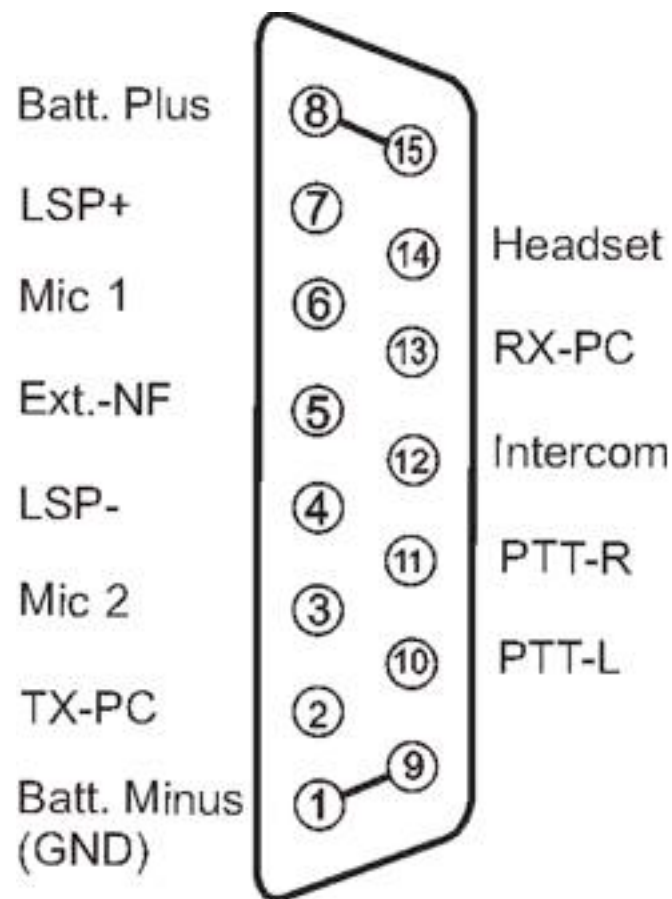 Batt. Plus
8
15
LSP+
7
14
Headset
Mic 1
6
13
RX-PC
Ext.-NF
5
12
Intercom
LSP-
4
11
PTT-R
Mic 2
3
10
PTT-L
TX-PC
2
9
Batt. Minus
(GND)
1